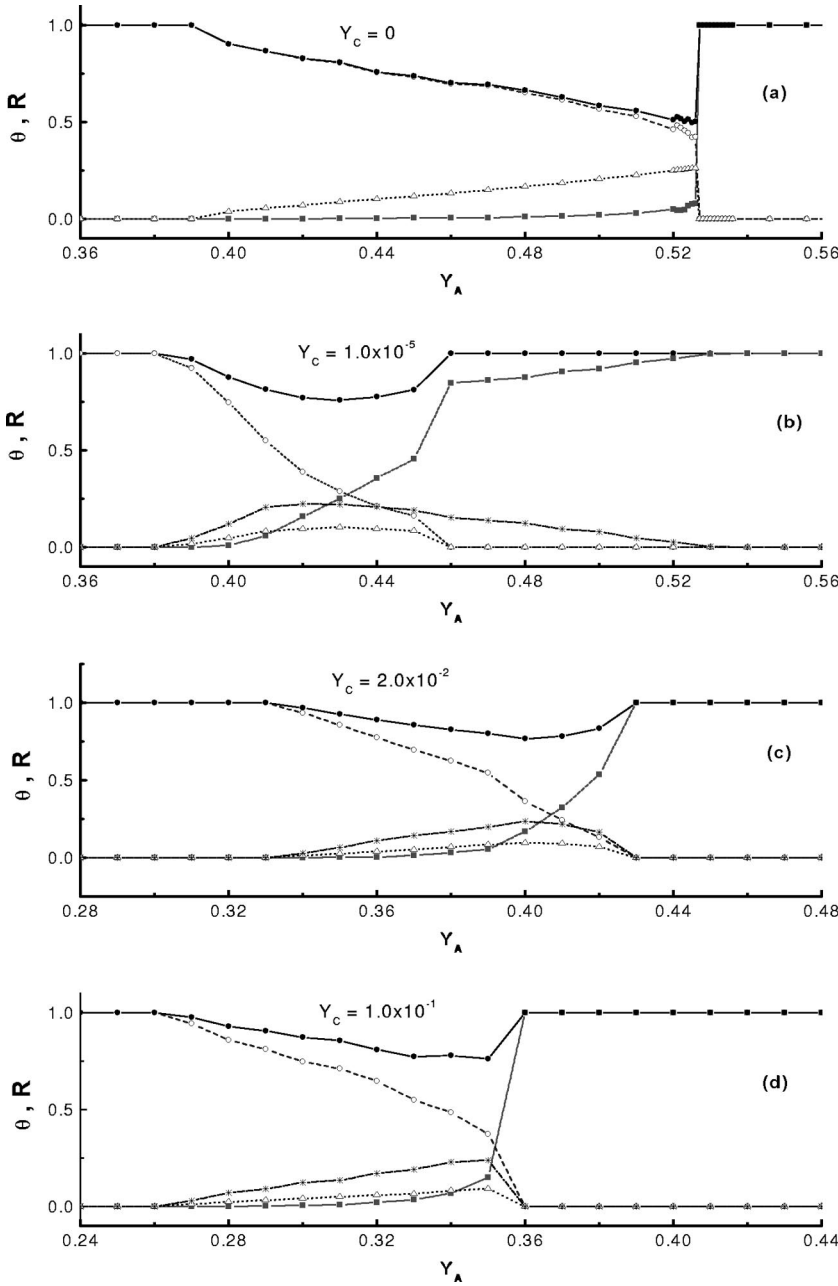 Y_C = 0
(a)
θ , R
1.0
0.5
0.0
0.36 0.40 0.44 0.48 0.52 0.56
Y_A
Y_C = 1.0x10^-5
(b)
θ , R
1.0
0.5
0.0
0.36 0.40 0.44 0.48 0.52 0.56
Y_A
Y_C = 2.0x10^-2
(c)
θ , R
1.0
0.5
0.0
0.28 0.32 0.36 0.40 0.44 0.48
Y_A
Y_C = 1.0x10^-1
(d)
θ , R
1.0
0.5
0.0
0.24 0.28 0.32 0.36 0.40 0.44
Y_A